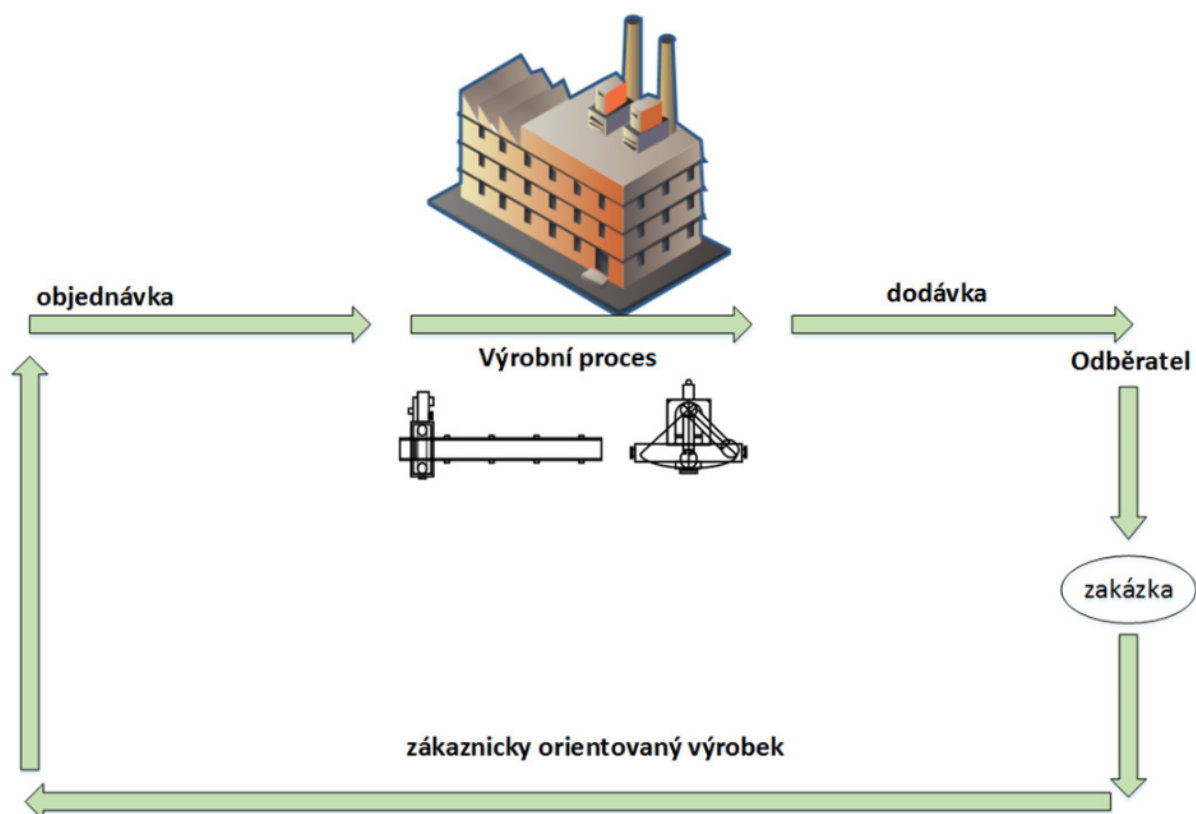 objednávka
dodávka
Výrobní proces
Odběratel
zakázka
zákaznicky orientovaný výrobek